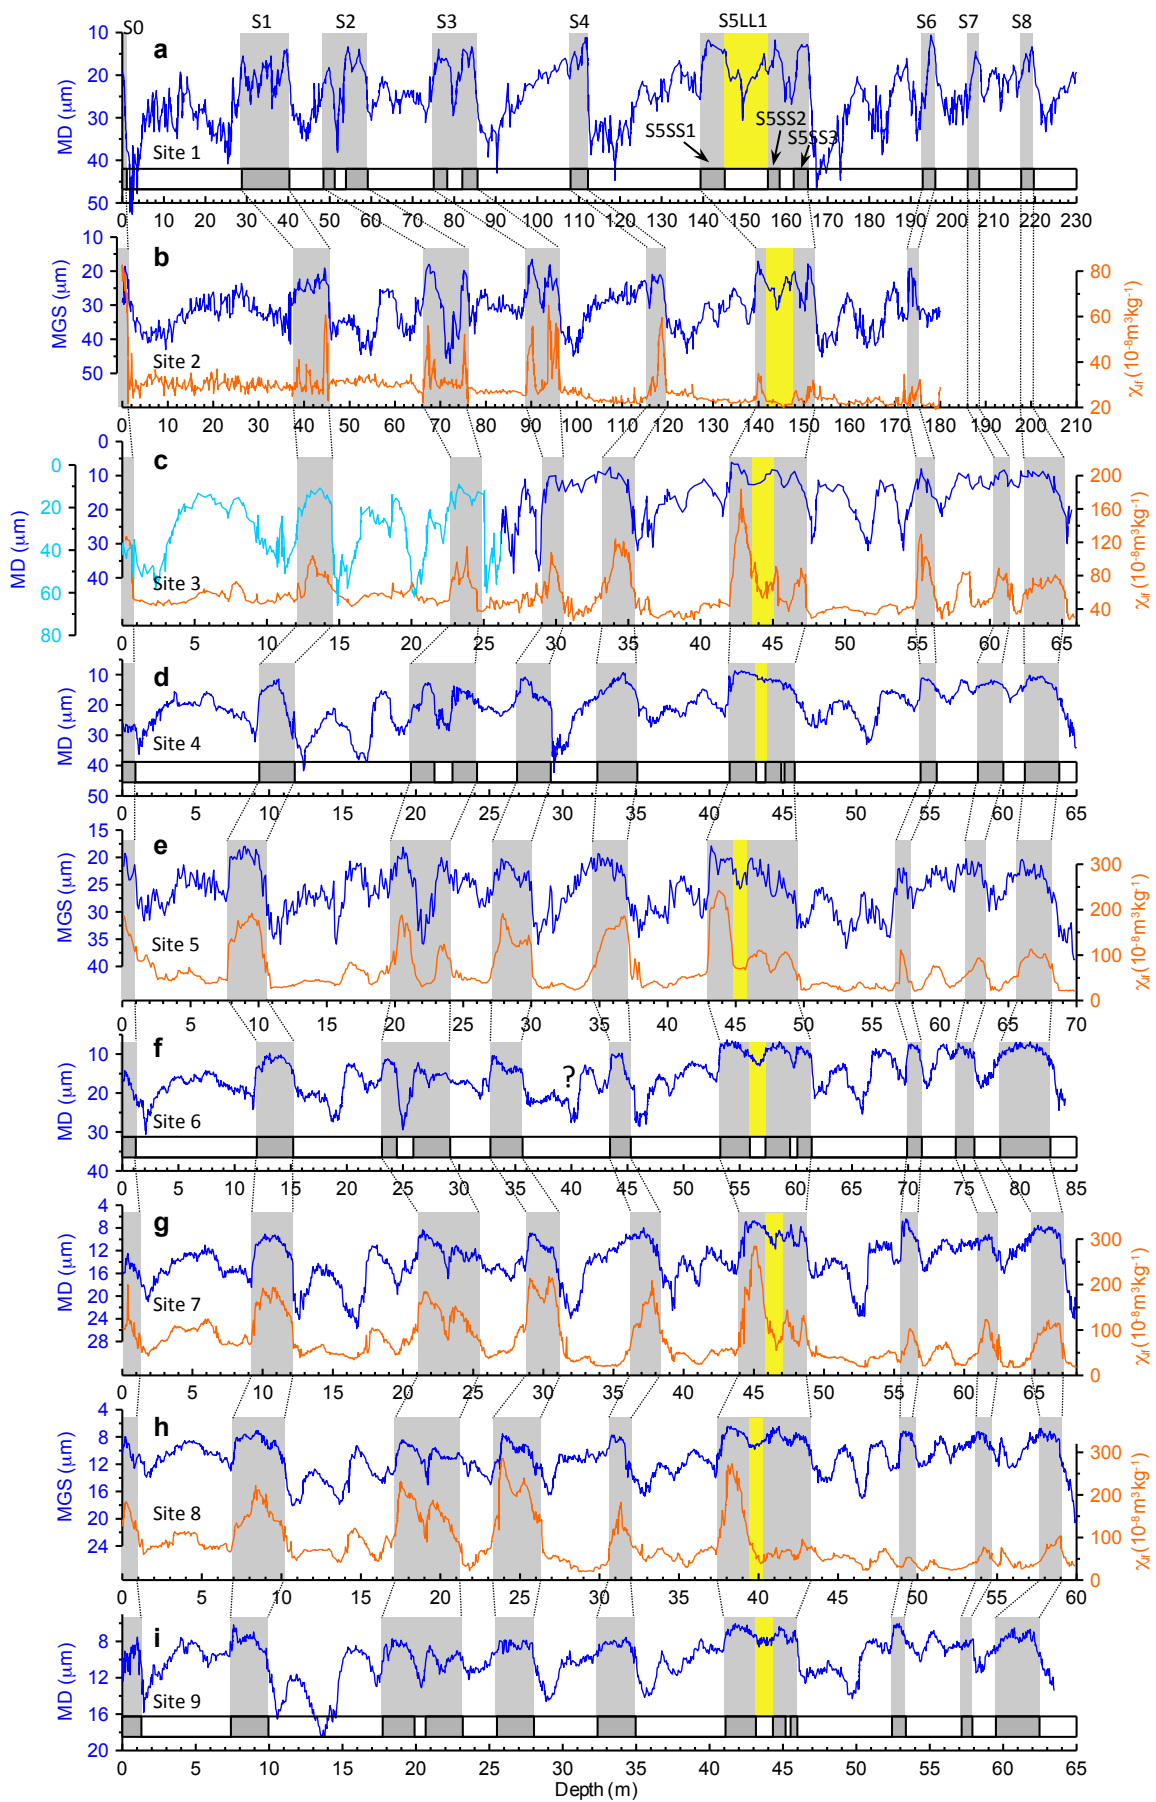 S0 S1 S2 S3 S4 S5LL1 S6 S7 S8
a
10
20
30
40
50
MD (μm)
Site 1
S5SS1
S5SS2
S5SS3
0 10 20 30 40 50 60 70 80 90 100 110 120 130 140 150 160 170 180 190 200 210 220 230
b
10
20
30
40
50
MGS (μm)
Site 2
80
60
40
20
χlf (10⁻⁸m³kg⁻¹)
0 10 20 30 40 50 60 70 80 90 100 110 120 130 140 150 160 170 180 190 200 210
c
0
10
20
30
40
0
20
40
60
80
MD (μm)
Site 3
200
160
120
80
40
χlf (10⁻⁸m³kg⁻¹)
0 5 10 15 20 25 30 35 40 45 50 55 60 65
d
10
20
30
40
50
MD (μm)
Site 4
0 5 10 15 20 25 30 35 40 45 50 55 60 65
e
15
20
25
30
35
40
MGS (μm)
Site 5
300
200
100
0
χlf (10⁻⁸m³kg⁻¹)
0 5 10 15 20 25 30 35 40 45 50 55 60 65 70
f
10
20
30
40
MD (μm)
Site 6
?
0 5 10 15 20 25 30 35 40 45 50 55 60 65 70 75 80 85
g
4
8
12
16
20
24
28
MD (μm)
Site 7
300
200
100
0
χlf (10⁻⁸m³kg⁻¹)
0 5 10 15 20 25 30 35 40 45 50 55 60 65
h
4
8
12
16
20
24
MGS (μm)
Site 8
300
200
100
0
χlf (10⁻⁸m³kg⁻¹)
0 5 10 15 20 25 30 35 40 45 50 55 60
i
8
12
16
20
MD (μm)
Site 9
0 5 10 15 20 25 30 35 40 45 50 55 60 65
Depth (m)